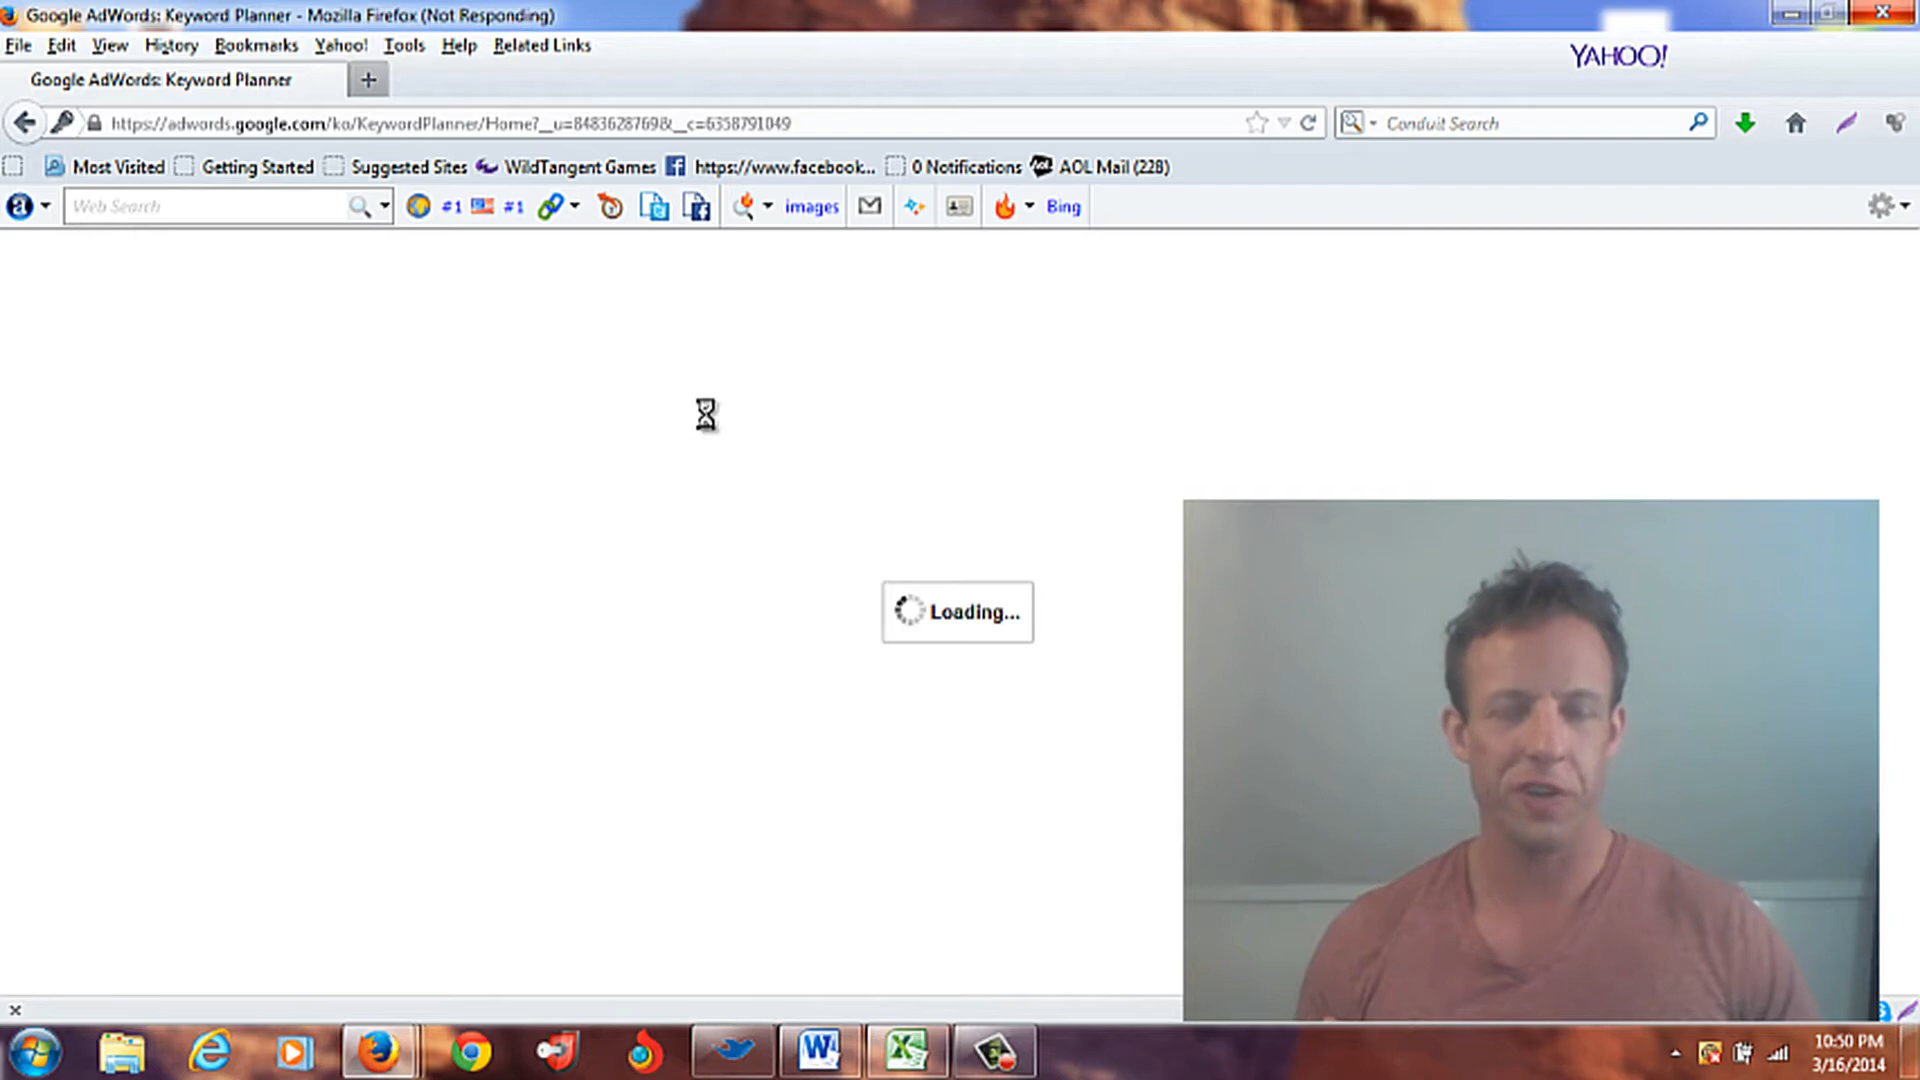 Google AdWords: Keyword Planner - Mozilla Firefox (Not Responding)
File Edit View History Bookmarks Yahoo! Tools Help Related Links
YAHOO!
Google AdWords: Keyword Planner +
https://adwords.google.com/ko/KeywordPlanner/Home?__u=8483628769&__c=6358791049
Conduit Search
Most Visited Getting Started Suggested Sites WildTangent Games https://www.facebook... 0 Notifications Aol. AOL Mail (228)
a Web Search #1 #1 images Bing
Loading...
10:50 PM
3/16/2014